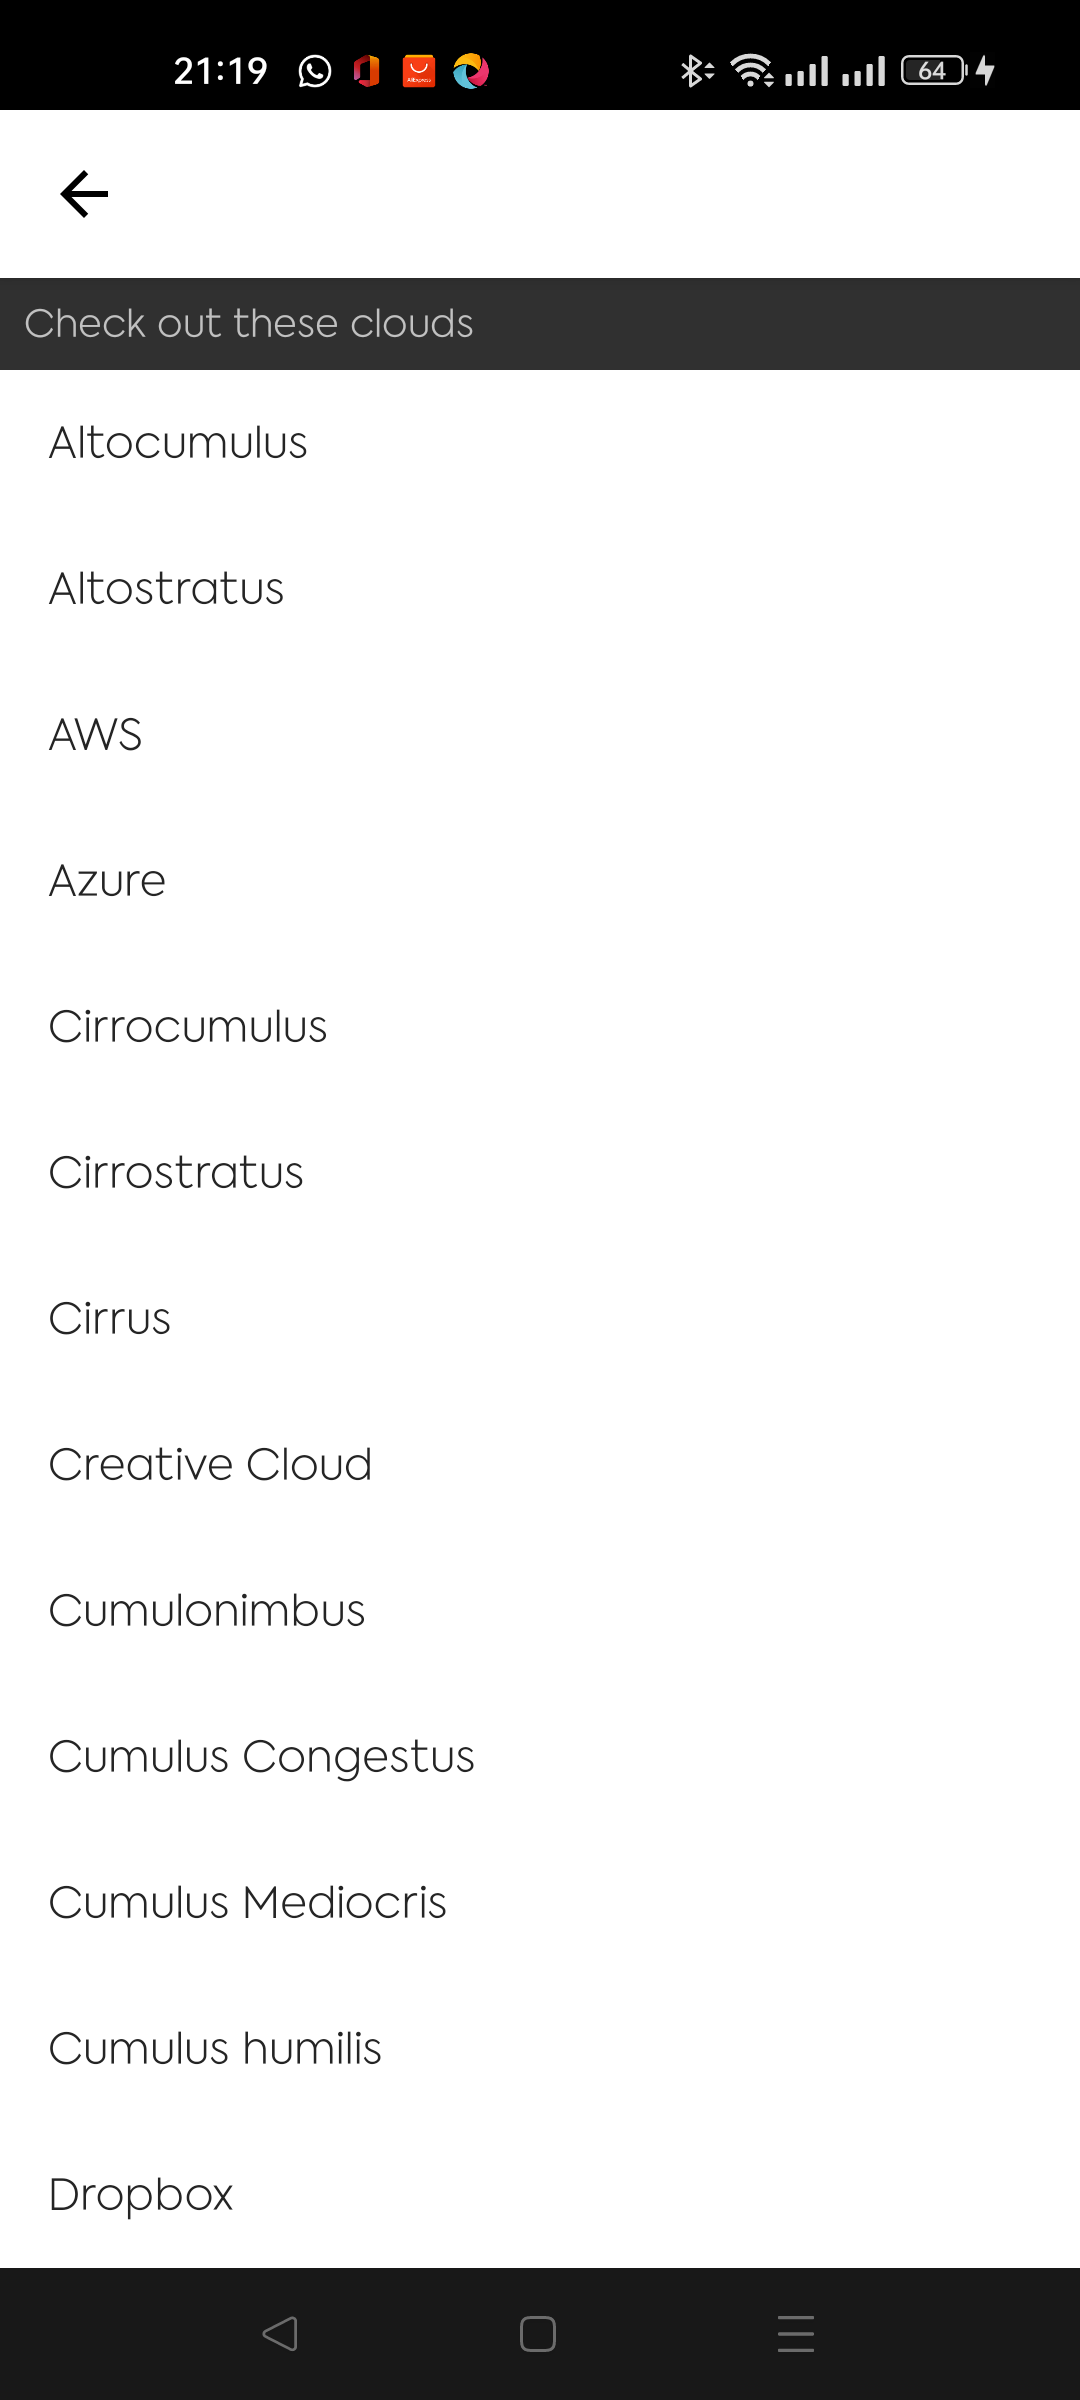 21:19
64
Check out these clouds
Altocumulus
Altostratus
AWS
Azure
Cirrocumulus
Cirrostratus
Cirrus
Creative Cloud
Cumulonimbus
Cumulus Congestus
Cumulus Mediocris
Cumulus humilis
Dropbox